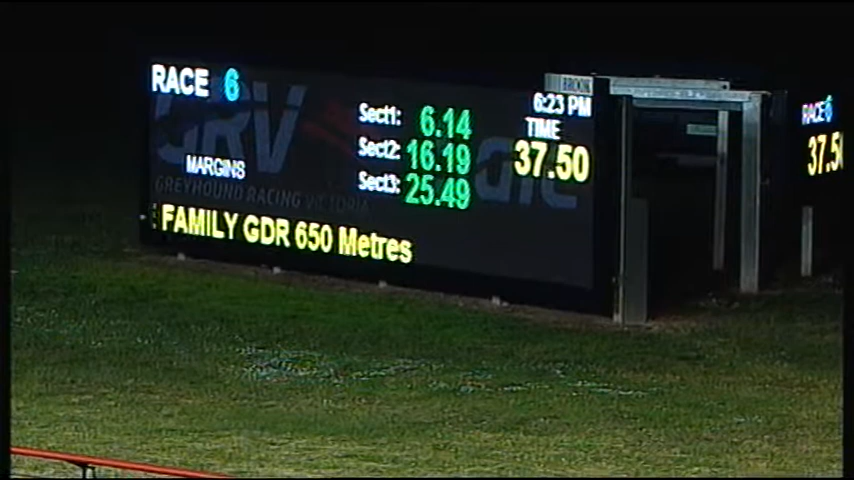 RACE 6
Sect1: 6.14
Sect2: 16.19
Sect3: 25.49
6:23 PM
TIME
37.50
MARGINS
GRV
GREYHOUND RACING VICTORIA
FAMILY GDR 650 Metres
RACE 6
37.5